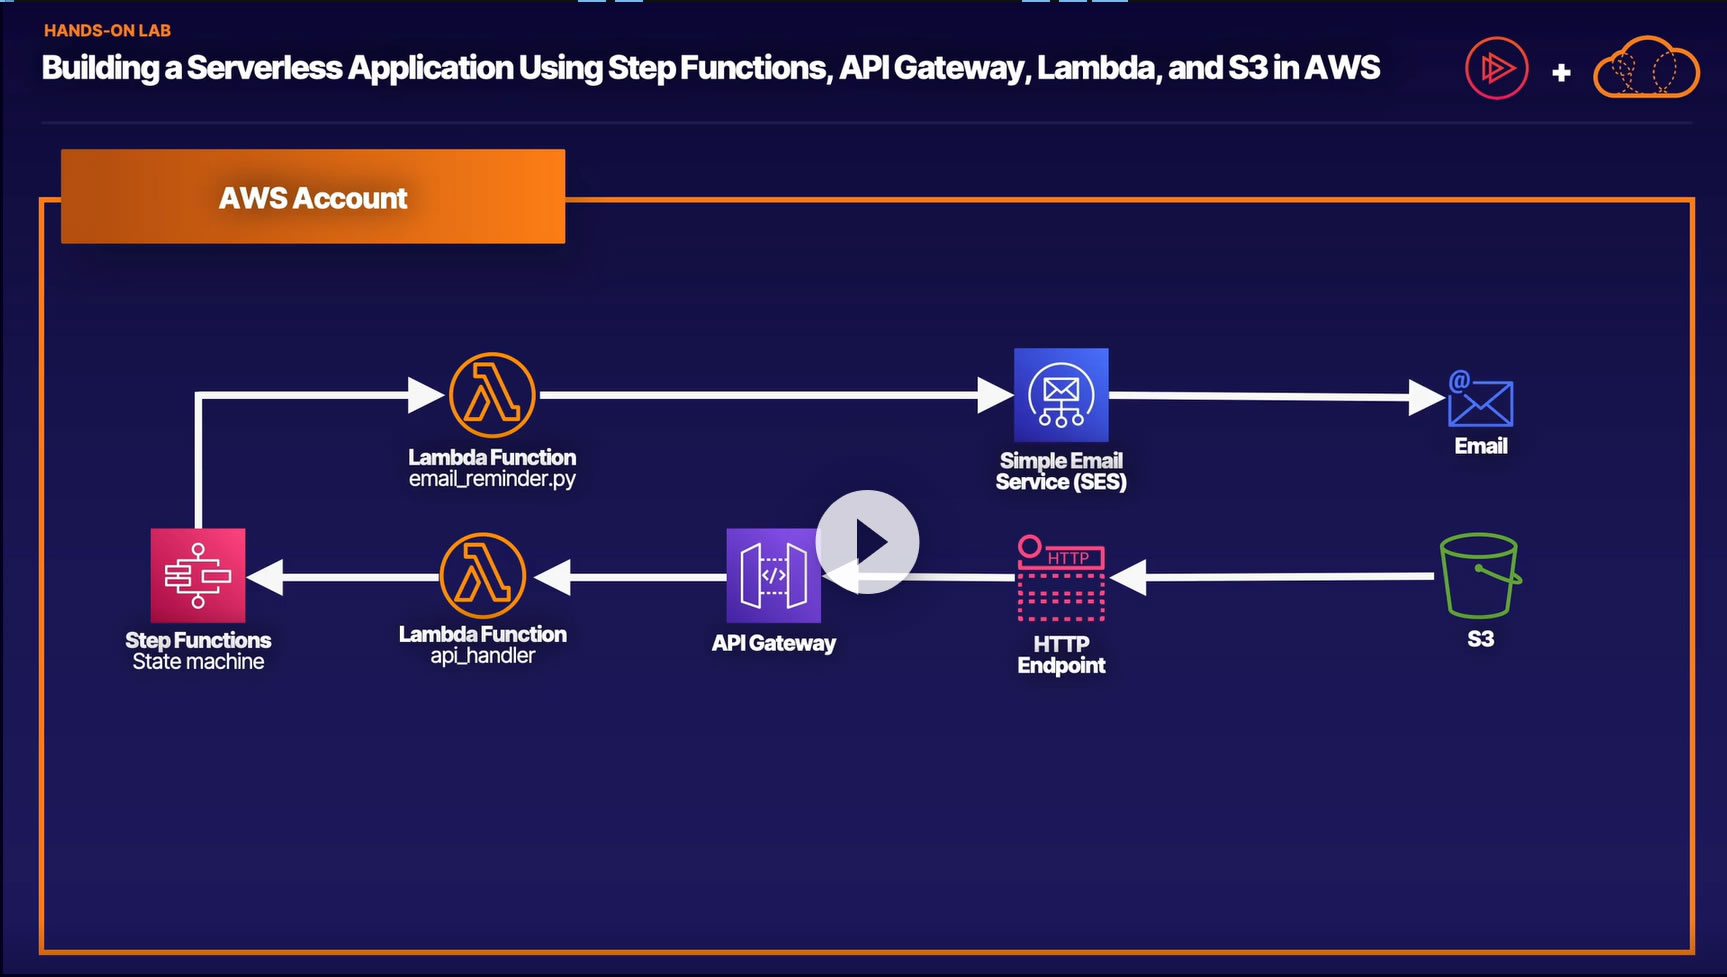 HANDS-ON LAB
Building a Serverless Application Using Step Functions, API Gateway, Lambda, and S3 in AWS
AWS Account
Lambda Function
email_reminder.py
Simple Email
Service (SES)
Email
Step Functions
State machine
Lambda Function
api_handler
</>
API Gateway
HTTP
HTTP
Endpoint
S3